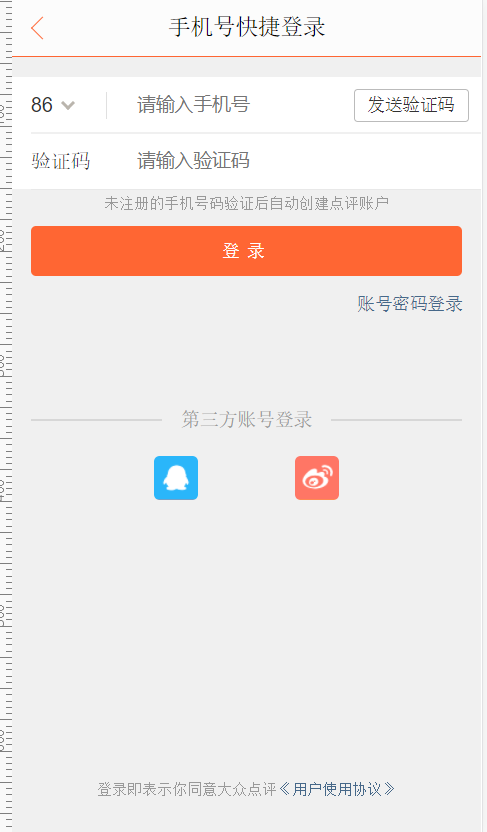 手机号快捷登录
86 请输入手机号 发送验证码
验证码 请输入验证码
未注册的手机号码验证后自动创建点评账户
登 录
账号密码登录
第三方账号登录
登录即表示你同意大众点评《用户使用协议》